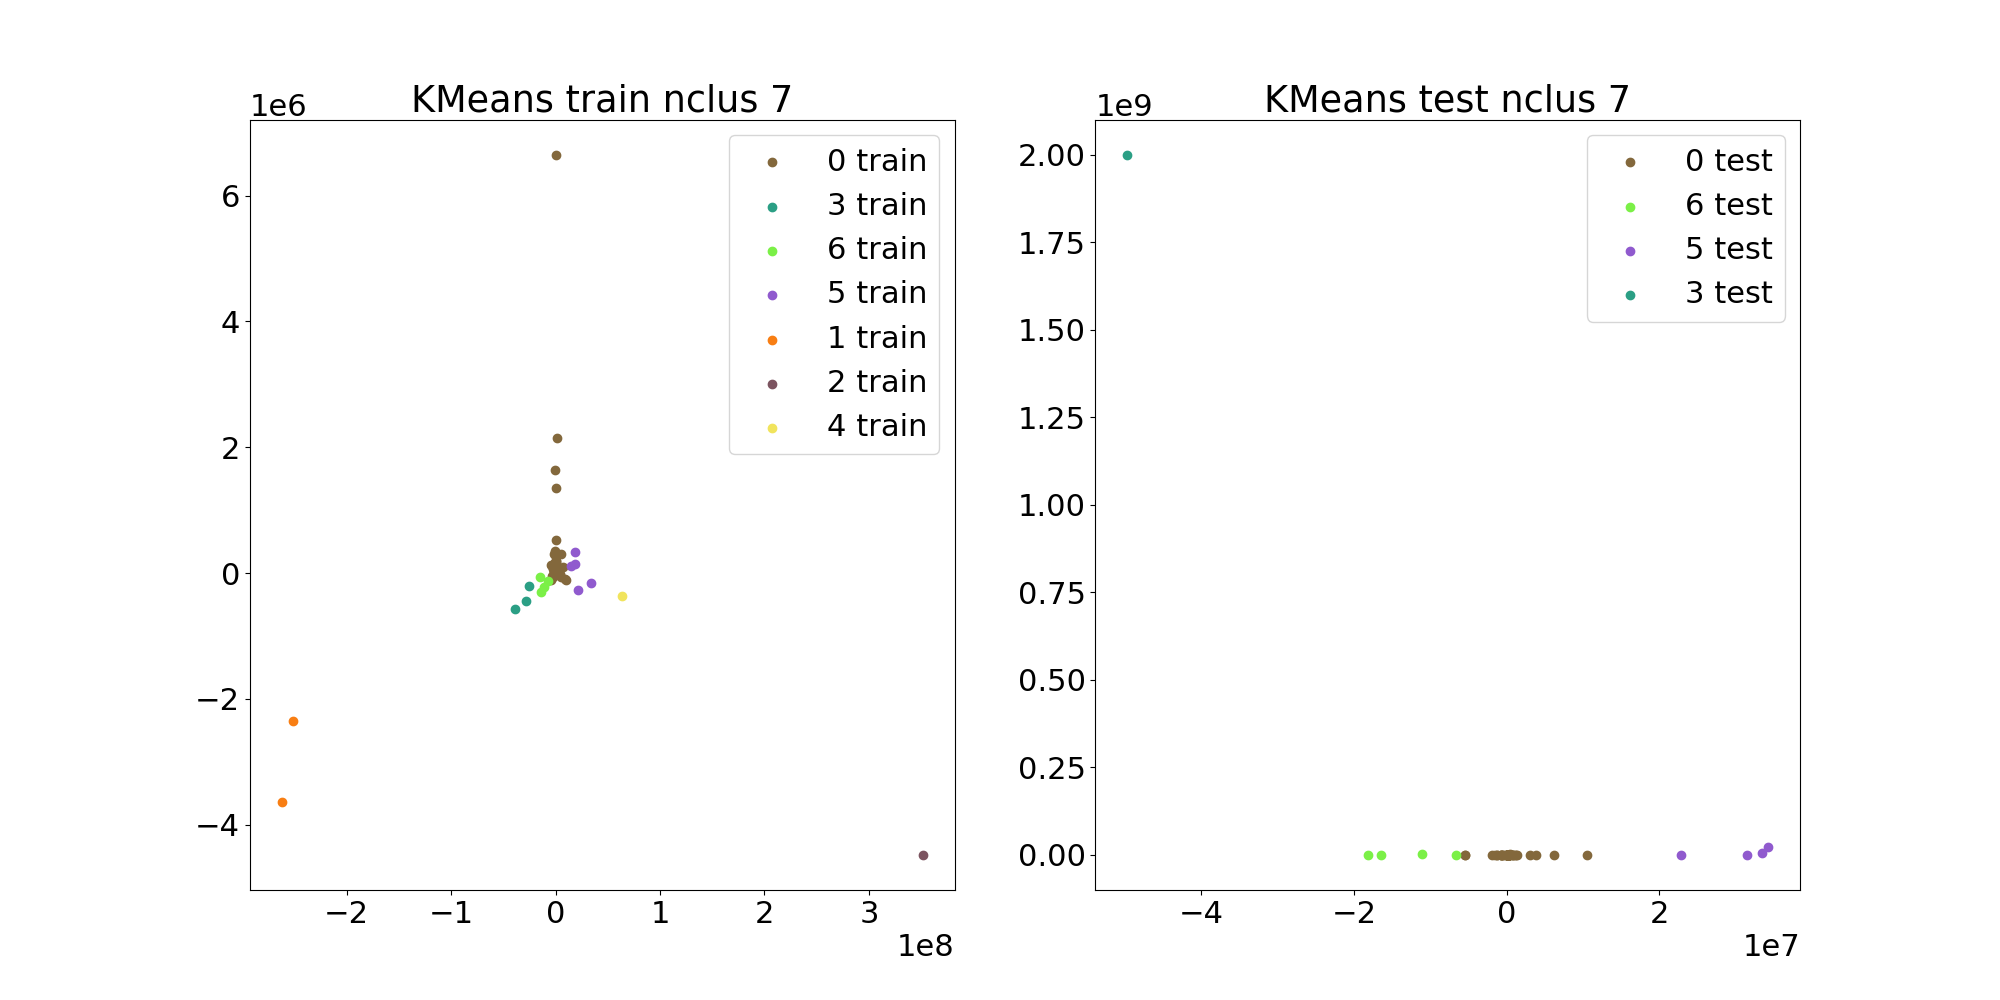 KMeans train nclus 7
1e6
6
4
2
0
−2
−4
−2
−1
0
1
2
3
1e8
0 train
3 train
6 train
5 train
1 train
2 train
4 train
KMeans test nclus 7
1e9
2.00
1.75
1.50
1.25
1.00
0.75
0.50
0.25
0.00
−4
−2
0
2
1e7
0 test
6 test
5 test
3 test